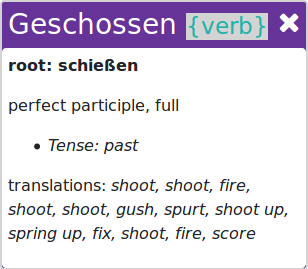 Geschossen {verb} ✖
root: schießen
perfect participle, full
• Tense: past
translations: shoot, shoot, fire,
shoot, shoot, gush, spurt, shoot up,
spring up, fix, shoot, fire, score